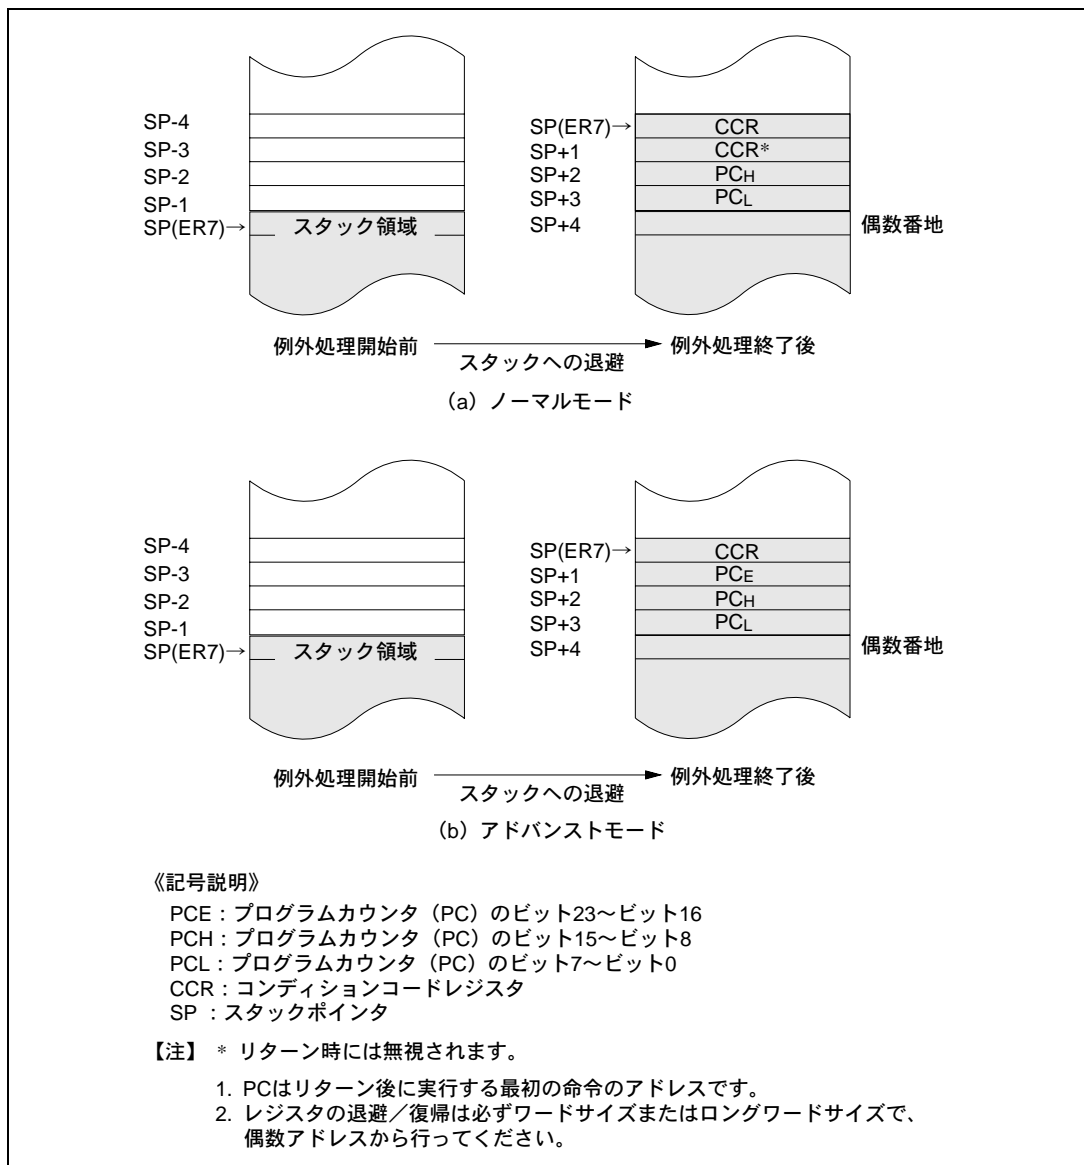 SP-4
SP-3
SP-2
SP-1
SP(ER7)→
スタック領域
SP(ER7)→
SP+1
SP+2
SP+3
SP+4
CCR
CCR*
PCH
PCL
偶数番地
例外処理開始前
スタックへの退避
例外処理終了後
(a) ノーマルモード
SP-4
SP-3
SP-2
SP-1
SP(ER7)→
スタック領域
SP(ER7)→
SP+1
SP+2
SP+3
SP+4
CCR
PCE
PCH
PCL
偶数番地
例外処理開始前
スタックへの退避
例外処理終了後
(b) アドバンストモード
《記号説明》
PCE:プログラムカウンタ(PC)のビット23~ビット16
PCH:プログラムカウンタ(PC)のビット15~ビット8
PCL:プログラムカウンタ(PC)のビット7~ビット0
CCR:コンディションコードレジスタ
SP :スタックポインタ
【注】 * リターン時には無視されます。
1. PCはリターン後に実行する最初の命令のアドレスです。
2. レジスタの退避/復帰は必ずワードサイズまたはロングワードサイズで、
偶数アドレスから行ってください。